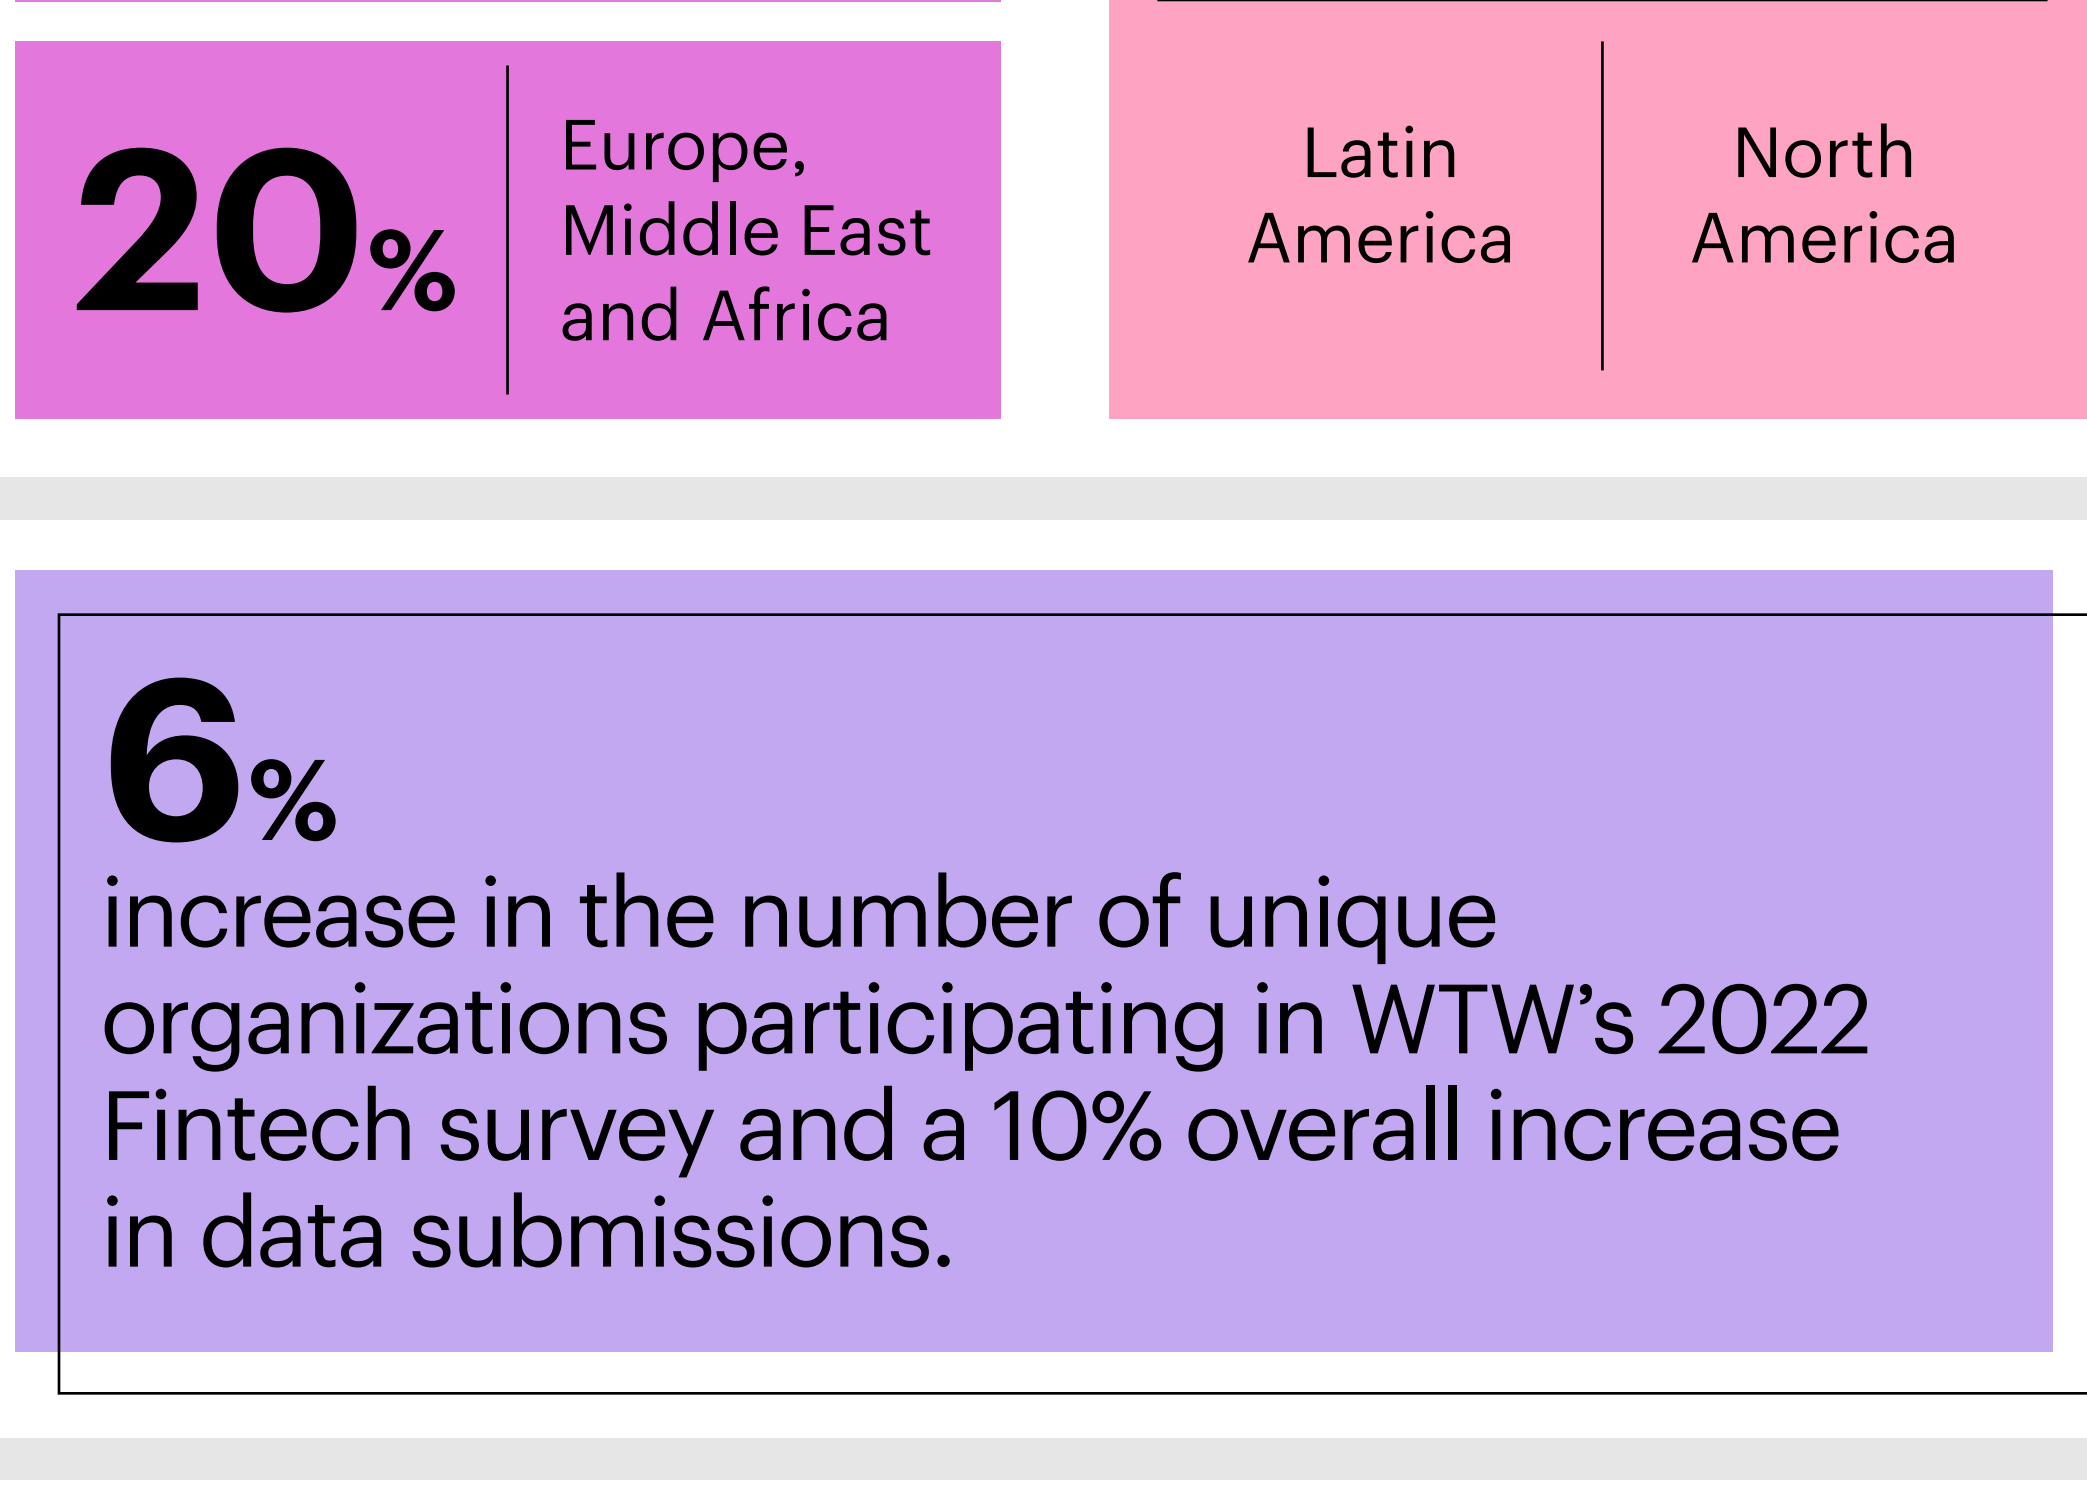 20%
Europe,
Middle East
and Africa
Latin
America
North
America
6%
increase in the number of unique
organizations participating in WTW’s 2022
Fintech survey and a 10% overall increase
in data submissions.